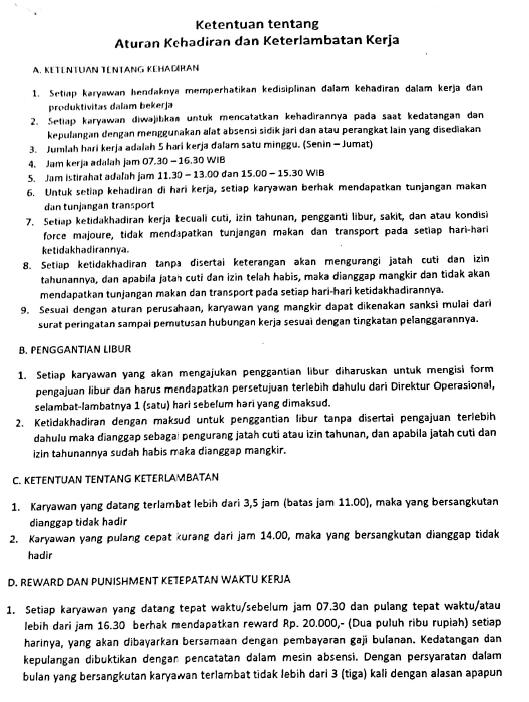 Ketentuan tentang
Aturan Kehadiran dan Keterlambatan Kerja
A. KETENTUAN TENTANG KEHADIRAN
1. Setiap karyawan hendaknya memperhatikan kedisiplinan dalam kehadiran dalam kerja dan
produktivitas dalam bekerja
2. Setiap karyawan diwajibkan untuk mencatatkan kehadirannya pada saat kedatangan dan
kepulangan dengan menggunakan alat absensi sidik jari dan atau perangkat lain yang disediakan
3. Jumlah hari kerja adalah 5 hari kerja dalam satu minggu. (Senin – Jumat)
4. Jam kerja adalah jam 07.30 – 16.30 WIB
5. Jam istirahat adalah jam 11.30 – 13.00 dan 15.00 – 15.30 WIB
6. Untuk setiap kehadiran di hari kerja, setiap karyawan berhak mendapatkan tunjangan makan
dan tunjangan transport
7. Setiap ketidakhadiran kerja kecuali cuti, izin tahunan, pengganti libur, sakit, dan atau kondisi
force majoure, tidak mendapatkan tunjangan makan dan transport pada setiap hari-hari
ketidakhadirannya.
8. Setiap ketidakhadiran tanpa disertai keterangan akan mengurangi jatah cuti dan izin
tahunannya, dan apabila jatah cuti dan izin telah habis, maka dianggap mangkir dan tidak akan
mendapatkan tunjangan makan dan transport pada setiap hari-hari ketidakhadirannya.
9. Sesuai dengan aturan perusahaan, karyawan yang mangkir dapat dikenakan sanksi mulai dari
surat peringatan sampai pemutusan hubungan kerja sesuai dengan tingkatan pelanggarannya.
B. PENGGANTIAN LIBUR
1. Setiap karyawan yang akan mengajukan penggantian libur diharuskan untuk mengisi form
pengajuan libur dan harus mendapatkan persetujuan terlebih dahulu dari Direktur Operasional,
selambat-lambatnya 1 (satu) hari sebelum hari yang dimaksud.
2. Ketidakhadiran dengan maksud untuk penggantian libur tanpa disertai pengajuan terlebih
dahulu maka dianggap sebagai pengurang jatah cuti atau izin tahunan, dan apabila jatah cuti dan
izin tahunannya sudah habis maka dianggap mangkir.
C. KETENTUAN TENTANG KETERLAMBATAN
1. Karyawan yang datang terlambat lebih dari 3,5 jam (batas jam 11.00), maka yang bersangkutan
dianggap tidak hadir
2. Karyawan yang pulang cepat kurang dari jam 14.00, maka yang bersangkutan dianggap tidak
hadir
D. REWARD DAN PUNISHMENT KETEPATAN WAKTU KERJA
1. Setiap karyawan yang datang tepat waktu/sebelum jam 07.30 dan pulang tepat waktu/atau
lebih dari jam 16.30 berhak mendapatkan reward Rp. 20.000,- (Dua puluh ribu rupiah) setiap
harinya, yang akan dibayarkan bersamaan dengan pembayaran gaji bulanan. Kedatangan dan
kepulangan dibuktikan dengan pencatatan dalam mesin absensi. Dengan persyaratan dalam
bulan yang bersangkutan karyawan terlambat tidak lebih dari 3 (tiga) kali dengan alasan apapun